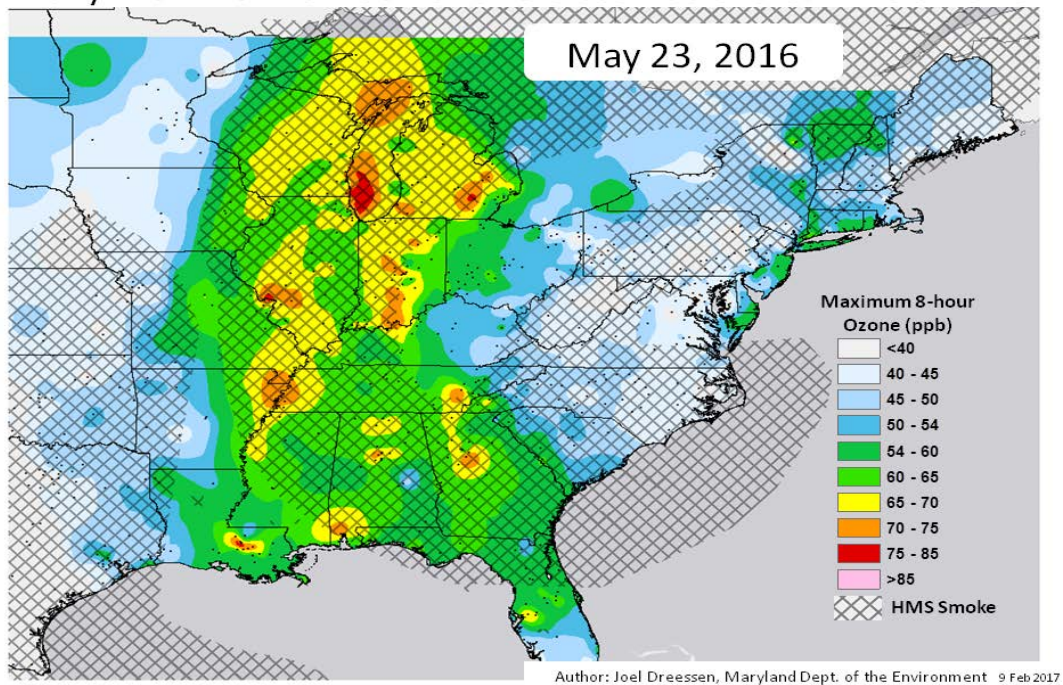 May 23, 2016
Maximum 8-hour
Ozone (ppb)
<40
40 - 45
45 - 50
50 - 54
54 - 60
60 - 65
65 - 70
70 - 75
75 - 85
>85
HMS Smoke
Author: Joel Dreessen, Maryland Dept. of the Environment 9 Feb 2017